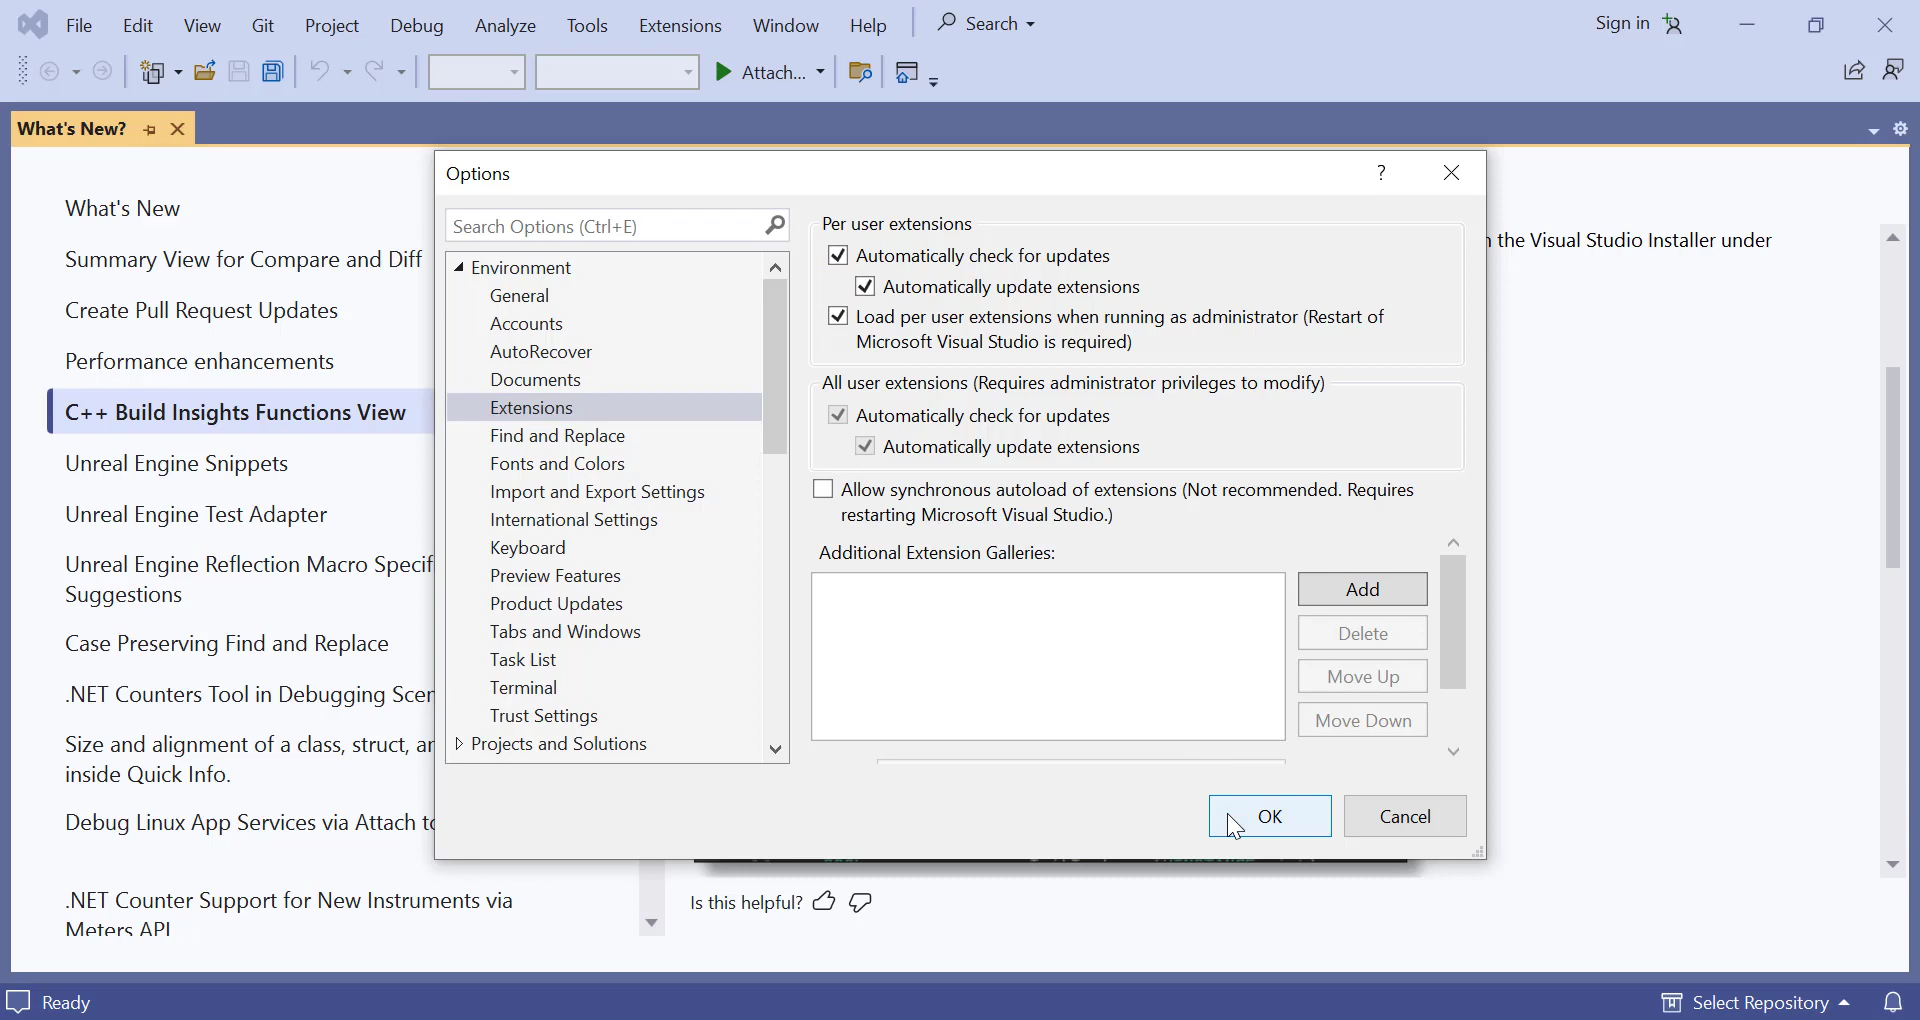 File Edit View Git Project Debug Analyze Tools Extensions Window Help Search Sign in
Attach...
What's New?
What's New
Summary View for Compare and Diff
Create Pull Request Updates
Performance enhancements
C++ Build Insights Functions View
Unreal Engine Snippets
Unreal Engine Test Adapter
Unreal Engine Reflection Macro Specif
Suggestions
Case Preserving Find and Replace
.NET Counters Tool in Debugging Scen
Size and alignment of a class, struct, ar
inside Quick Info.
Debug Linux App Services via Attach to
.NET Counter Support for New Instruments via
Meters API
Options ?
Search Options (Ctrl+E)
Environment
General
Accounts
AutoRecover
Documents
Extensions
Find and Replace
Fonts and Colors
Import and Export Settings
International Settings
Keyboard
Preview Features
Product Updates
Tabs and Windows
Task List
Terminal
Trust Settings
Projects and Solutions
Per user extensions
Automatically check for updates
Automatically update extensions
Load per user extensions when running as administrator (Restart of
Microsoft Visual Studio is required)
All user extensions (Requires administrator privileges to modify)
Automatically check for updates
Automatically update extensions
Allow synchronous autoload of extensions (Not recommended. Requires
restarting Microsoft Visual Studio.)
Additional Extension Galleries:
Add
Delete
Move Up
Move Down
OK Cancel
the Visual Studio Installer under
Is this helpful?
Ready Select Repository